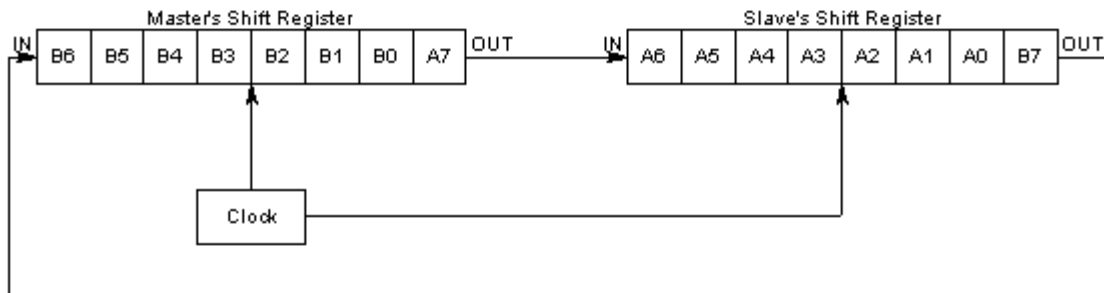 Master's Shift Register
Slave's Shift Register
IN B6 B5 B4 B3 B2 B1 B0 A7 OUT
IN A6 A5 A4 A3 A2 A1 A0 B7 OUT
Clock